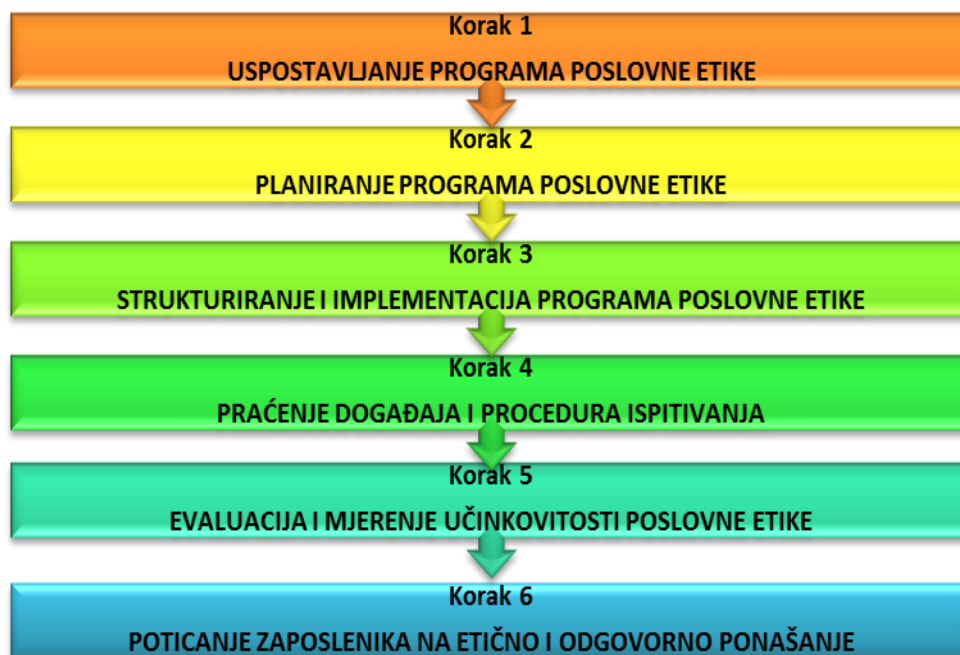 Korak 1
USPOSTAVLJANJE PROGRAMA POSLOVNE ETIKE
Korak 2
PLANIRANJE PROGRAMA POSLOVNE ETIKE
Korak 3
STRUKTURIRANJE I IMPLEMENTACIJA PROGRAMA POSLOVNE ETIKE
Korak 4
PRAĆENJE DOGAĐAJA I PROCEDURA ISPITIVANJA
Korak 5
EVALUACIJA I MJERENJE UČINKOVITOSTI POSLOVNE ETIKE
Korak 6
POTICANJE ZAPOSLENIKA NA ETIČNO I ODGOVORNO PONAŠANJE